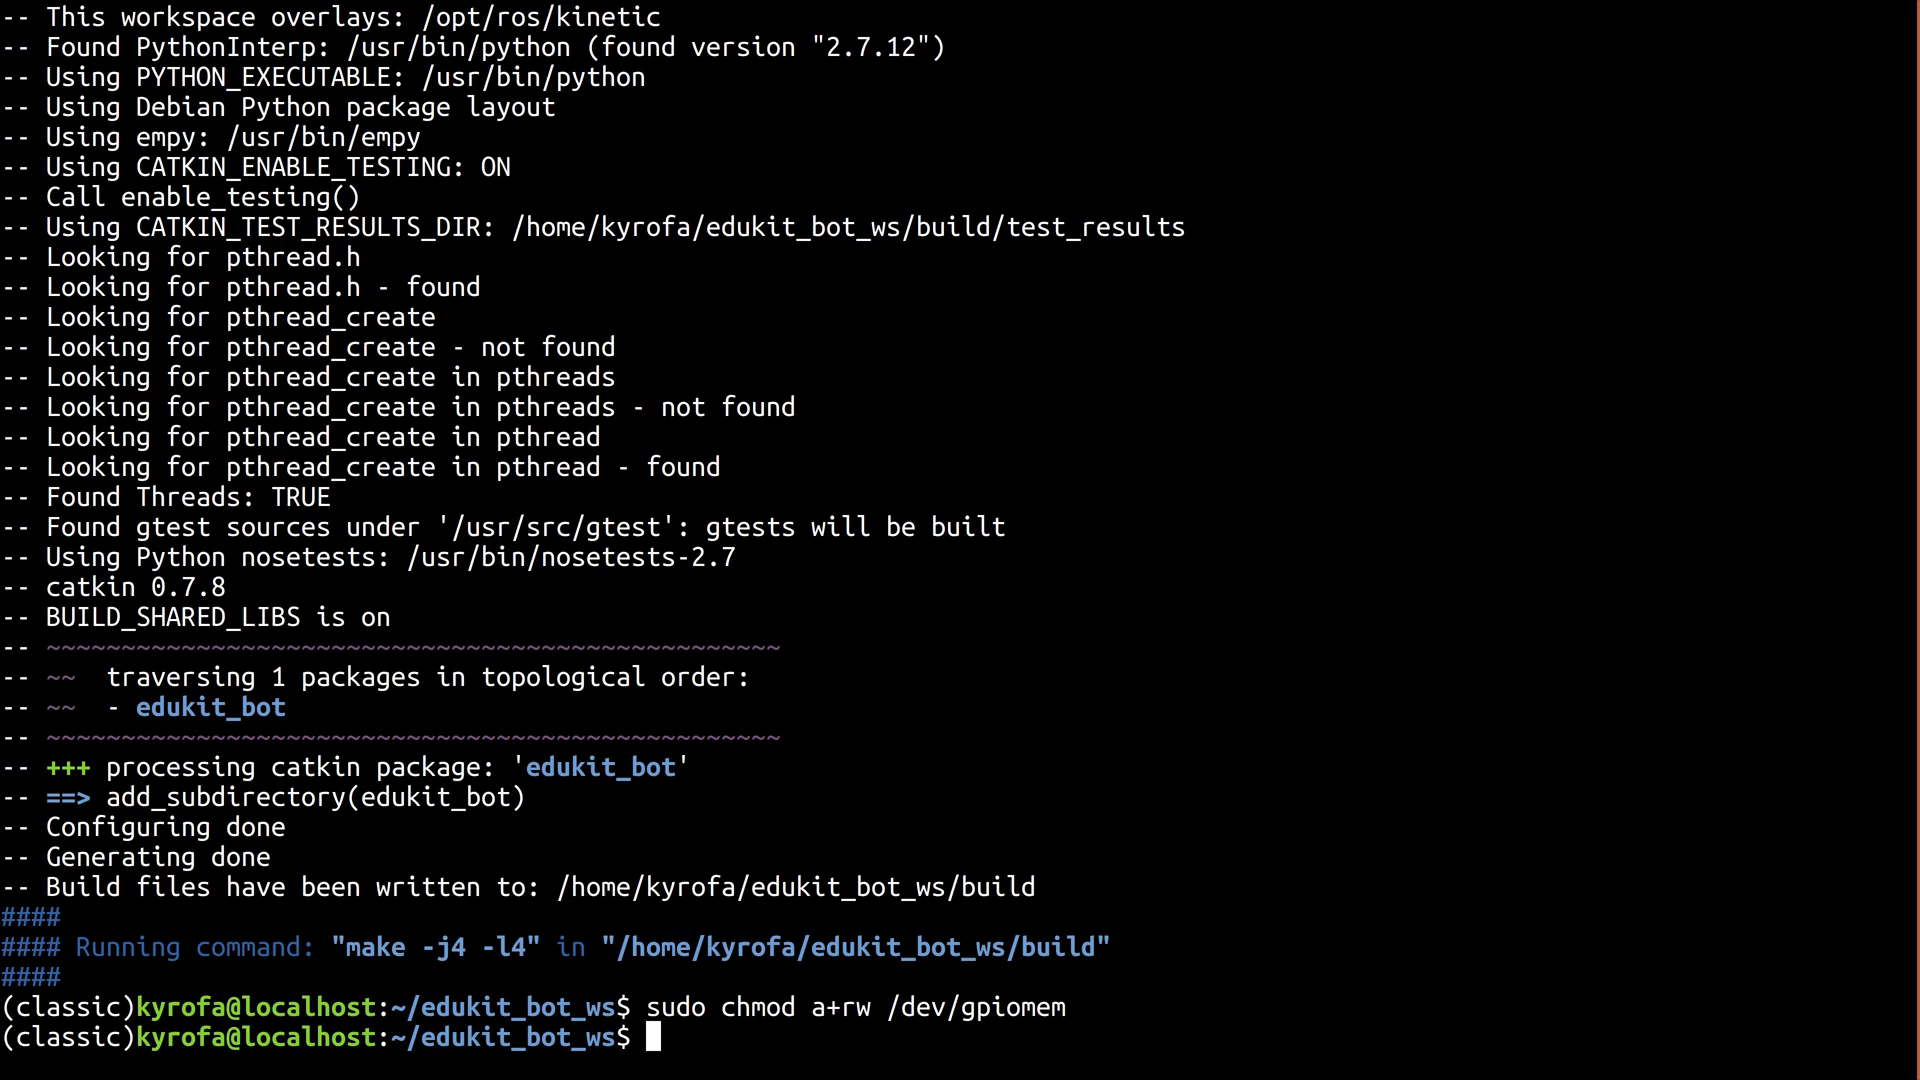 -- This workspace overlays: /opt/ros/kinetic
-- Found PythonInterp: /usr/bin/python (found version "2.7.12")
-- Using PYTHON_EXECUTABLE: /usr/bin/python
-- Using Debian Python package layout
-- Using empy: /usr/bin/empy
-- Using CATKIN_ENABLE_TESTING: ON
-- Call enable_testing()
-- Using CATKIN_TEST_RESULTS_DIR: /home/kyrofa/edukit_bot_ws/build/test_results
-- Looking for pthread.h
-- Looking for pthread.h - found
-- Looking for pthread_create
-- Looking for pthread_create - not found
-- Looking for pthread_create in pthreads
-- Looking for pthread_create in pthreads - not found
-- Looking for pthread_create in pthread
-- Looking for pthread_create in pthread - found
-- Found Threads: TRUE
-- Found gtest sources under '/usr/src/gtest': gtests will be built
-- Using Python nosetests: /usr/bin/nosetests-2.7
-- catkin 0.7.8
-- BUILD_SHARED_LIBS is on
-- ~~~~~~~~~~~~~~~~~~~~~~~~~~~~~~~~~~~~~~~~~~~~~~~~~
-- ~~  traversing 1 packages in topological order:
-- ~~  - edukit_bot
-- ~~~~~~~~~~~~~~~~~~~~~~~~~~~~~~~~~~~~~~~~~~~~~~~~~
-- +++ processing catkin package: 'edukit_bot'
-- ==> add_subdirectory(edukit_bot)
-- Configuring done
-- Generating done
-- Build files have been written to: /home/kyrofa/edukit_bot_ws/build
####
#### Running command: "make -j4 -l4" in "/home/kyrofa/edukit_bot_ws/build"
####
(classic)kyrofa@localhost:~/edukit_bot_ws$ sudo chmod a+rw /dev/gpiomem
(classic)kyrofa@localhost:~/edukit_bot_ws$